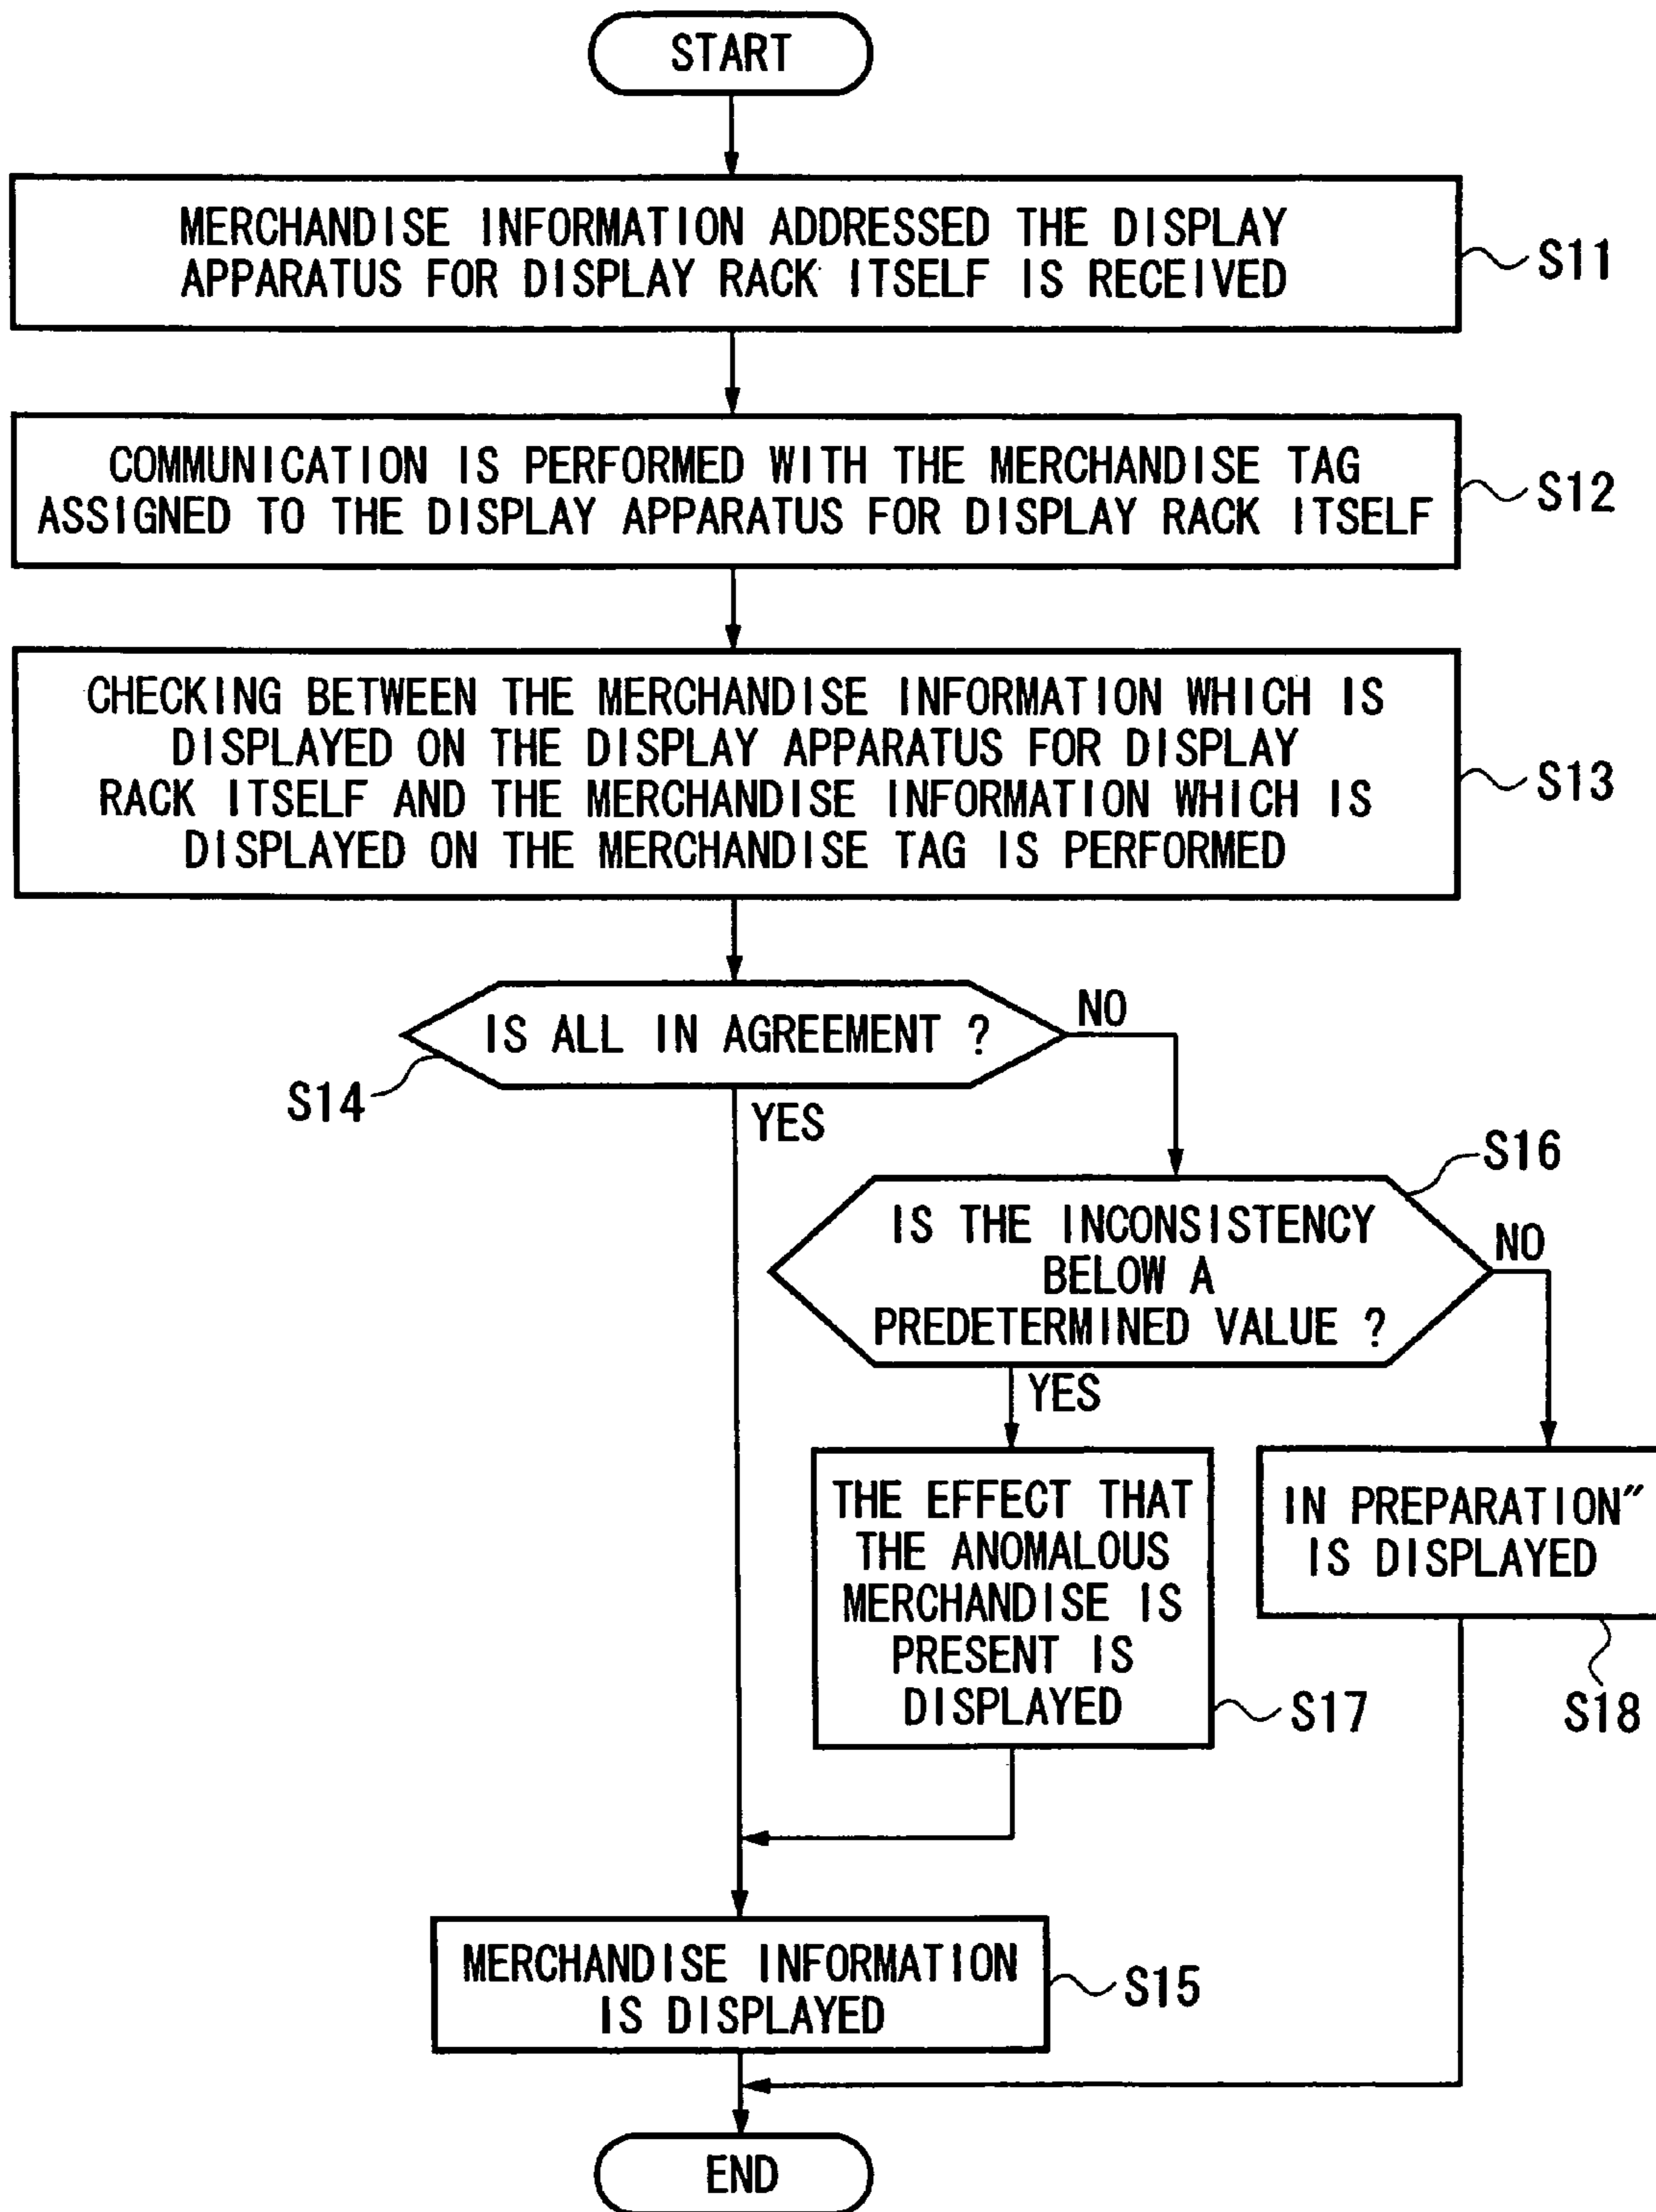 START
MERCHANDISE INFORMATION ADDRESSED THE DISPLAY
APPARATUS FOR DISPLAY RACK ITSELF IS RECEIVED
S11
COMMUNICATION IS PERFORMED WITH THE MERCHANDISE TAG
ASSIGNED TO THE DISPLAY APPARATUS FOR DISPLAY RACK ITSELF
S12
CHECKING BETWEEN THE MERCHANDISE INFORMATION WHICH IS
DISPLAYED ON THE DISPLAY APPARATUS FOR DISPLAY
RACK ITSELF AND THE MERCHANDISE INFORMATION WHICH IS
DISPLAYED ON THE MERCHANDISE TAG IS PERFORMED
S13
IS ALL IN AGREEMENT ?
NO
S14
YES
S16
IS THE INCONSISTENCY
BELOW A
PREDETERMINED VALUE ?
NO
YES
THE EFFECT THAT
THE ANOMALOUS
MERCHANDISE IS
PRESENT IS
DISPLAYED
S17
IN PREPARATION"
IS DISPLAYED
S18
MERCHANDISE INFORMATION
IS DISPLAYED
S15
END